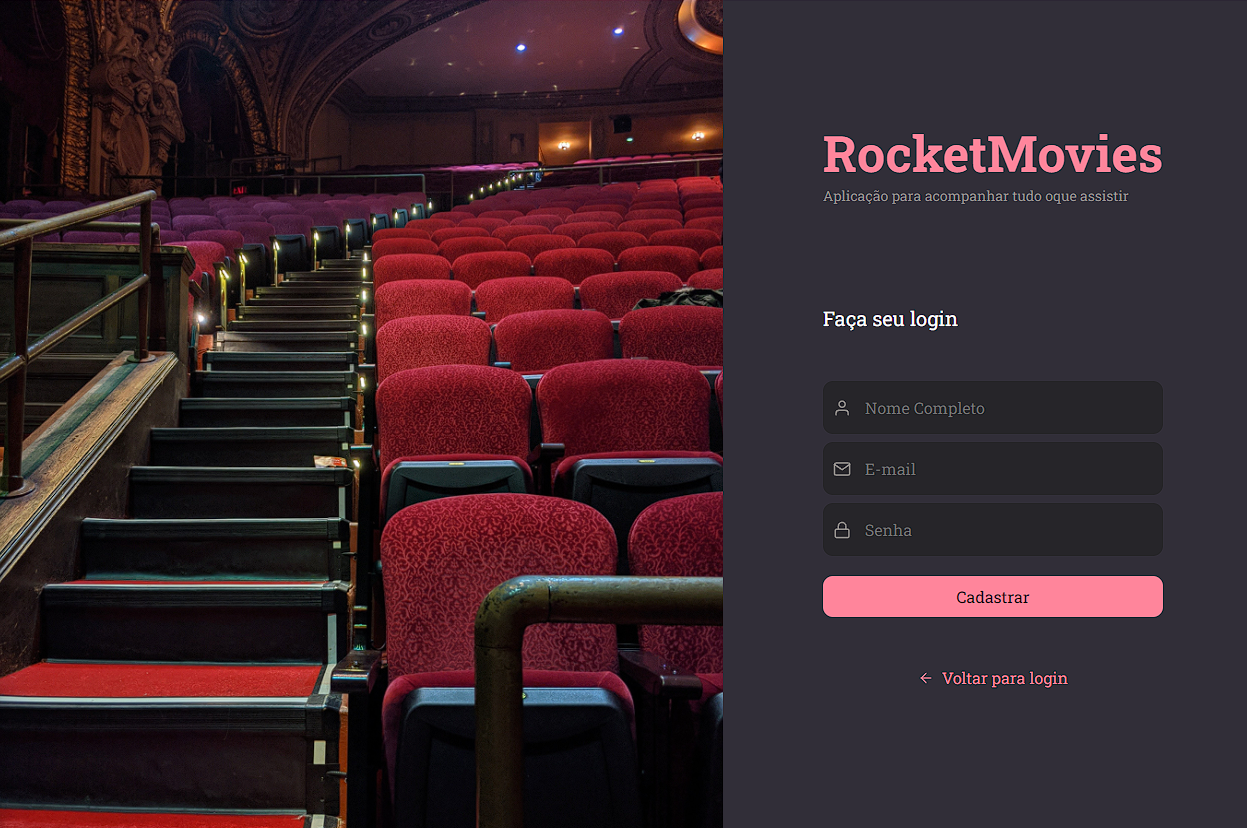 RocketMovies
Aplicação para acompanhar tudo oque assistir
Faça seu login
Nome Completo
E-mail
Senha
Cadastrar
← Voltar para login